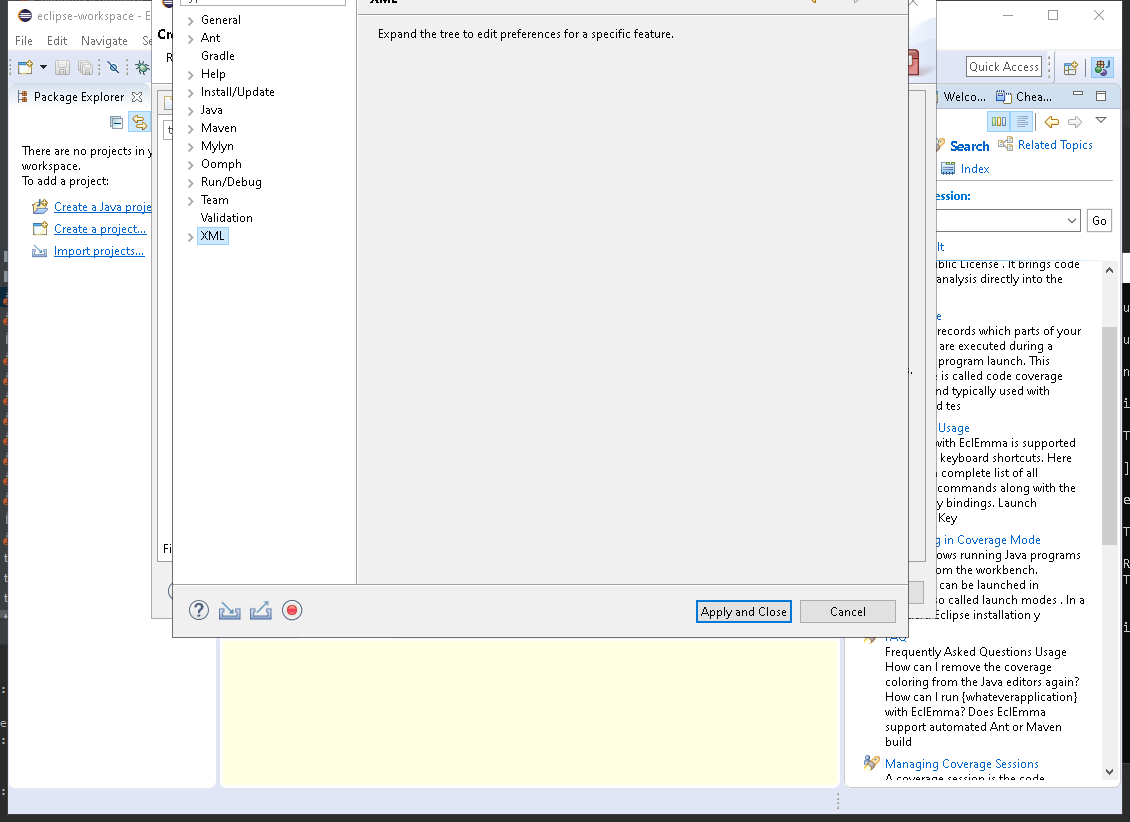 eclipse-workspace - E
File Edit Navigate Se
Package Explorer
There are no projects in y
workspace.
To add a project:
Create a Java proje
Create a project...
Import projects...
Cre
R
Fi
XML
General
Ant
Gradle
Help
Install/Update
Java
Maven
Mylyn
Oomph
Run/Debug
Team
Validation
XML
Expand the tree to edit preferences for a specific feature.
Apply and Close
Cancel
Quick Access
Welco... Chea...
Search Related Topics
Index
ession:
Go
lt
blic License . It brings code
analysis directly into the
e
records which parts of your
are executed during a
program launch. This
is called code coverage
nd typically used with
d tes
Usage
with EclEmma is supported
keyboard shortcuts. Here
complete list of all
commands along with the
y bindings. Launch
Key
g in Coverage Mode
ows running Java programs
om the workbench.
can be launched in
so called launch modes . In a
Eclipse installation y
FAQ
Frequently Asked Questions Usage
How can I remove the coverage
coloring from the Java editors again?
How can I run {whateverapplication}
with EclEmma? Does EclEmma
support automated Ant or Maven
build
Managing Coverage Sessions
A coverage session is the code